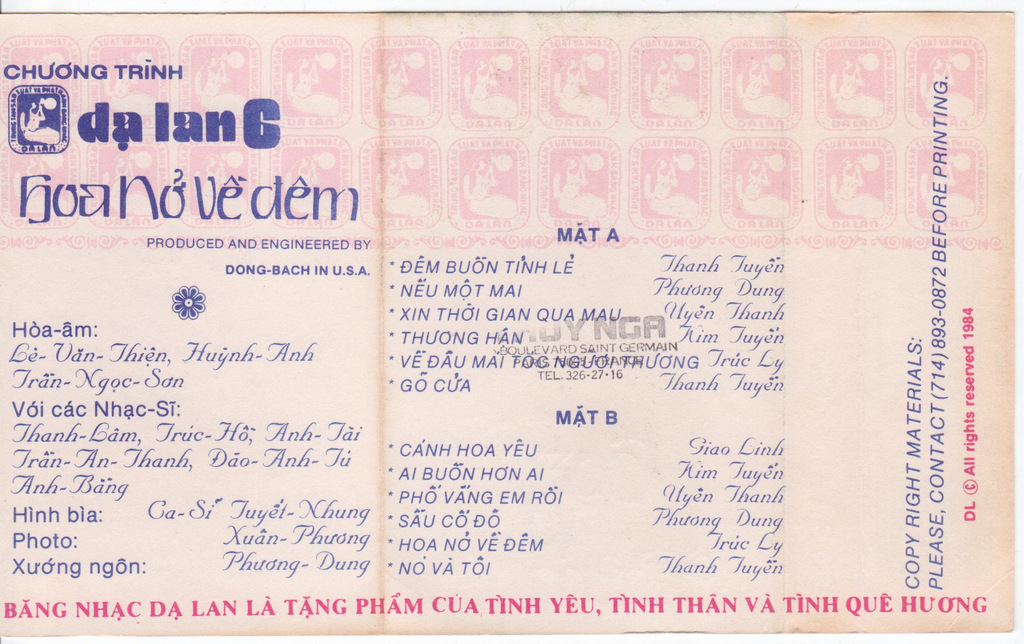 CHƯƠNG TRÌNH
dạ lan 6
hoa nở về đêm
PRODUCED AND ENGINEERED BY
DONG-BACH IN U.S.A.
Hòa-âm:
Lê-Văn-Thiện, Huỳnh-Anh
Trần-Ngọc-Sơn
Với các Nhạc-Sĩ:
Thanh-Lâm, Trúc-Hồ, Anh-Tài
Trần-An-Thanh, Đào-Anh-Tú
Anh-Bằng
Hình bìa: Ca-Sĩ Tuyết-Nhung
Photo: Xuân-Phương
Xướng ngôn: Phương-Dung
MẶT A
* ĐÊM BUỒN TỈNH LẺ Thanh Tuyền
* NẾU MỘT MAI Phương Dung
* XIN THỜI GIAN QUA MAU Uyên Thanh
* THƯƠNG HẬN Kim Tuyến
* VỀ ĐÂU MÁI TÓC NGƯỜI THƯƠNG Trúc Ly
* GÕ CỬA Thanh Tuyền
THUY NGA
BOULEVARD SAINT GERMAIN
PARIS FRANCE
TEL. 326-27-16
MẶT B
* CÁNH HOA YÊU Giao Linh
* AI BUỒN HƠN AI Kim Tuyến
* PHỐ VẮNG EM RỒI Uyên Thanh
* SẦU CỐ ĐÔ Phương Dung
* HOA NỞ VỀ ĐÊM Trúc Ly
* NÓ VÀ TÔI Thanh Tuyền
COPY RIGHT MATERIALS:
PLEASE, CONTACT (714) 893-0872 BEFORE PRINTING.
DL © All rights reserved 1984
BĂNG NHẠC DẠ LAN LÀ TẶNG PHẨM CỦA TÌNH YÊU, TÌNH THÂN VÀ TÌNH QUÊ HƯƠNG